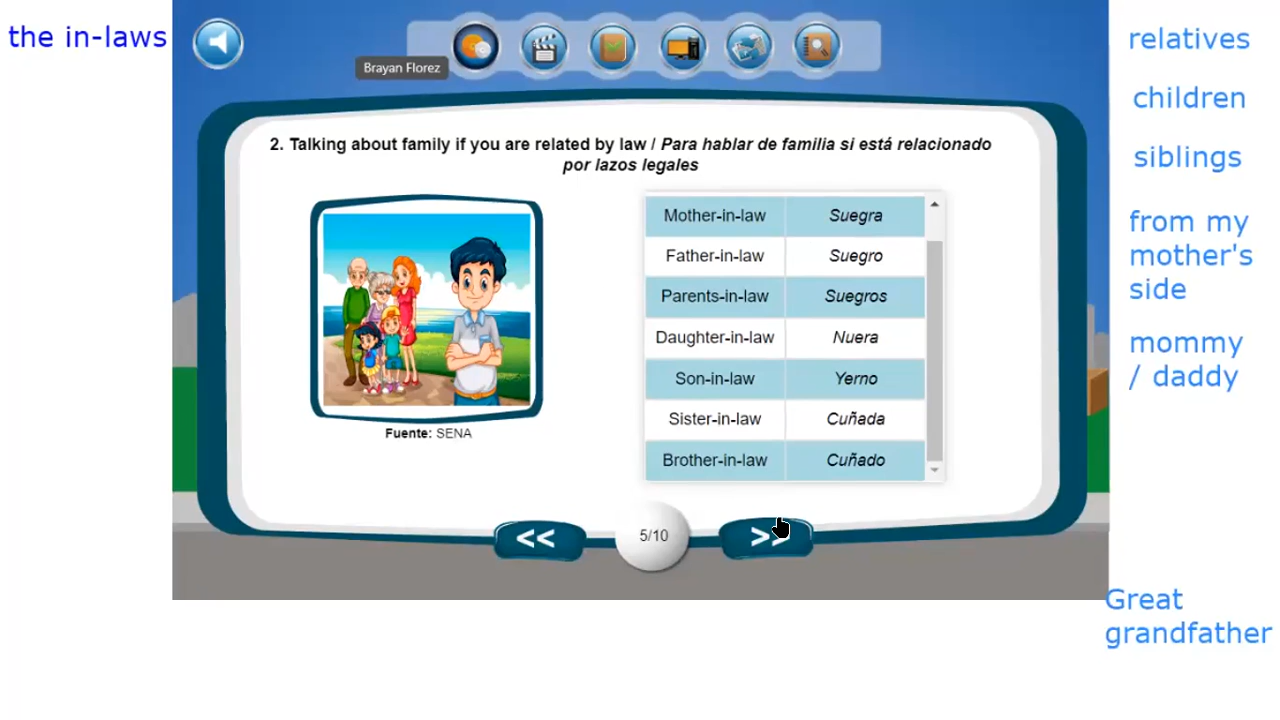 the in-laws
Brayan Florez
2. Talking about family if you are related by law / Para hablar de familia si está relacionado
por lazos legales
Mother-in-law Suegra
Father-in-law Suegro
Parents-in-law Suegros
Daughter-in-law Nuera
Son-in-law Yerno
Sister-in-law Cuñada
Brother-in-law Cuñado
Fuente: SENA
<< 5/10 >>
relatives
children
siblings
from my
mother's
side
mommy
/ daddy
Great
grandfather